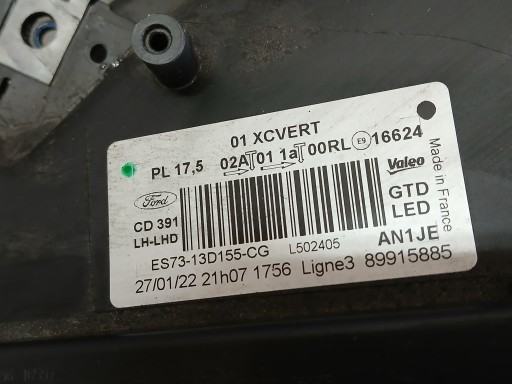 01 XCVERT
PL 17,5 02A 01 1a 00RL E9 16624
Ford
Valeo
Made in France
CD 391
LH-LHD
GTD
LED
ES73-13D155-CG L502405 AN1JE
27/01/22 21h07 1756 Ligne3 89915885